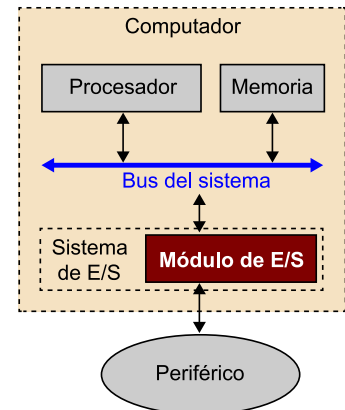 Computador
Procesador
Memoria
Bus del sistema
Sistema
de E/S
Módulo de E/S
Periférico